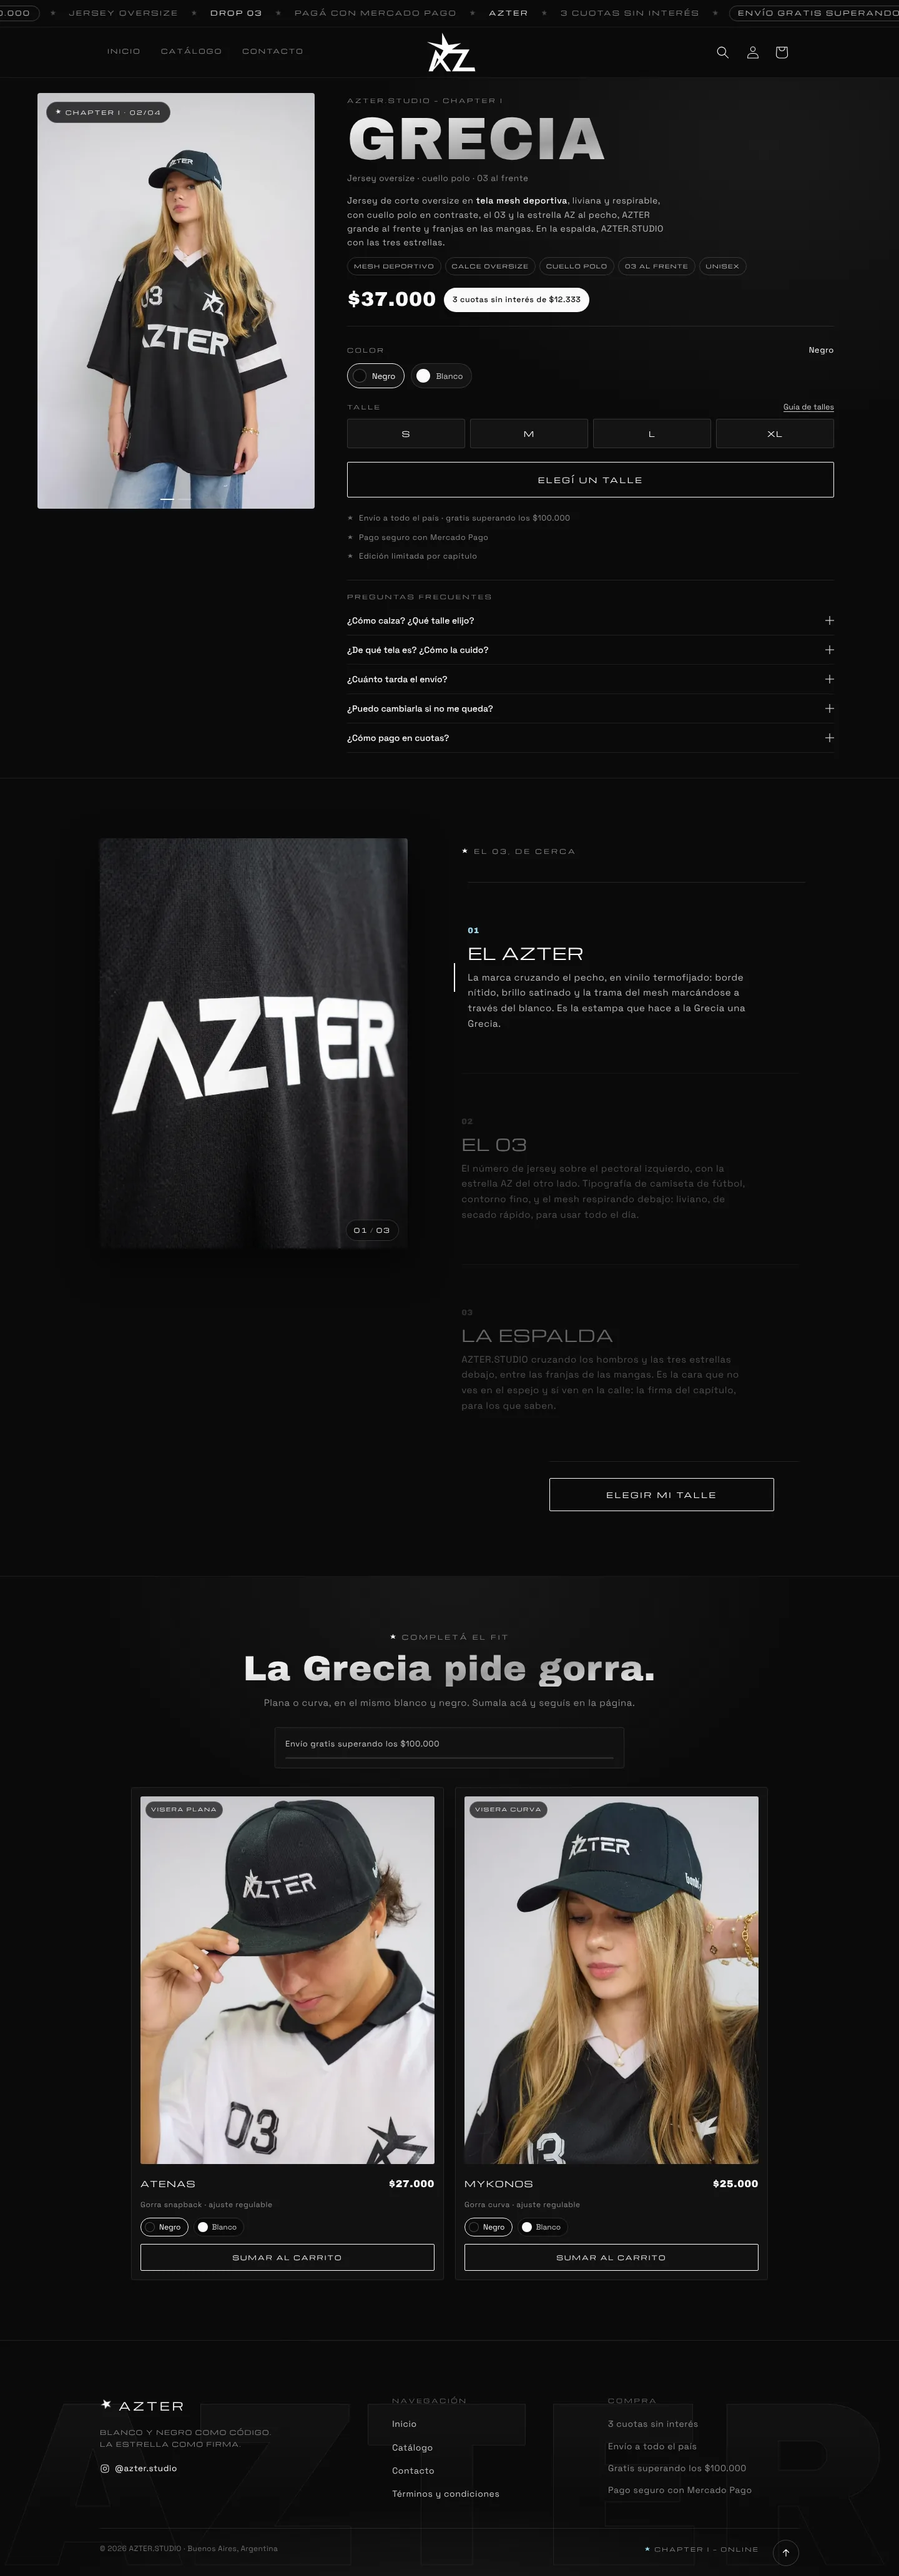 0.000 * JERSEY OVERSIZE * DROP 03 * PAGÁ CON MERCADO PAGO * AZTER * 3 CUOTAS SIN INTERÉS * ENVÍO GRATIS SUPERANDO
INICIO CATÁLOGO CONTACTO
AZ
CHAPTER I · 02/04
AZTER
03
AZTER
AZTER.STUDIO – CHAPTER I
GRECIA
Jersey oversize · cuello polo · 03 al frente
Jersey de corte oversize en tela mesh deportiva, liviana y respirable,
con cuello polo en contraste, el 03 y la estrella AZ al pecho, AZTER
grande al frente y franjas en las mangas. En la espalda, AZTER.STUDIO
con las tres estrellas.
MESH DEPORTIVO CALCE OVERSIZE CUELLO POLO 03 AL FRENTE UNISEX
$37.000 3 cuotas sin interés de $12.333
COLOR Negro
Negro Blanco
TALLE Guía de talles
S M L XL
ELEGÍ UN TALLE
Envío a todo el país · gratis superando los $100.000
Pago seguro con Mercado Pago
Edición limitada por capítulo
PREGUNTAS FRECUENTES
¿Cómo calza? ¿Qué talle elijo?
¿De qué tela es? ¿Cómo la cuido?
¿Cuánto tarda el envío?
¿Puedo cambiarla si no me queda?
¿Cómo pago en cuotas?
AZTER
01 / 03
EL 03, DE CERCA
01
EL AZTER
La marca cruzando el pecho, en vinilo termofijado: borde
nítido, brillo satinado y la trama del mesh marcándose a
través del blanco. Es la estampa que hace a la Grecia una
Grecia.
02
EL 03
El número de jersey sobre el pectoral izquierdo, con la
estrella AZ del otro lado. Tipografía de camiseta de fútbol,
contorno fino, y el mesh respirando debajo: liviano, de
secado rápido, para usar todo el día.
03
LA ESPALDA
AZTER.STUDIO cruzando los hombros y las tres estrellas
debajo, entre las franjas de las mangas. Es la cara que no
ves en el espejo y sí ven en la calle: la firma del capítulo,
para los que saben.
ELEGIR MI TALLE
COMPLETÁ EL FIT
La Grecia pide gorra.
Plana o curva, en el mismo blanco y negro. Sumala acá y seguís en la página.
Envío gratis superando los $100.000
VISERA PLANA
AZTER
03
ATENAS $27.000
Gorra snapback · ajuste regulable
Negro Blanco
SUMAR AL CARRITO
VISERA CURVA
AZTER
03
MYKONOS $25.000
Gorra curva · ajuste regulable
Negro Blanco
SUMAR AL CARRITO
AZTER
BLANCO Y NEGRO COMO CÓDIGO.
LA ESTRELLA COMO FIRMA.
@azter.studio
NAVEGACIÓN
Inicio
Catálogo
Contacto
Términos y condiciones
COMPRA
3 cuotas sin interés
Envío a todo el país
Gratis superando los $100.000
Pago seguro con Mercado Pago
AZTER
© 2026 AZTER.STUDIO · Buenos Aires, Argentina
CHAPTER I – ONLINE